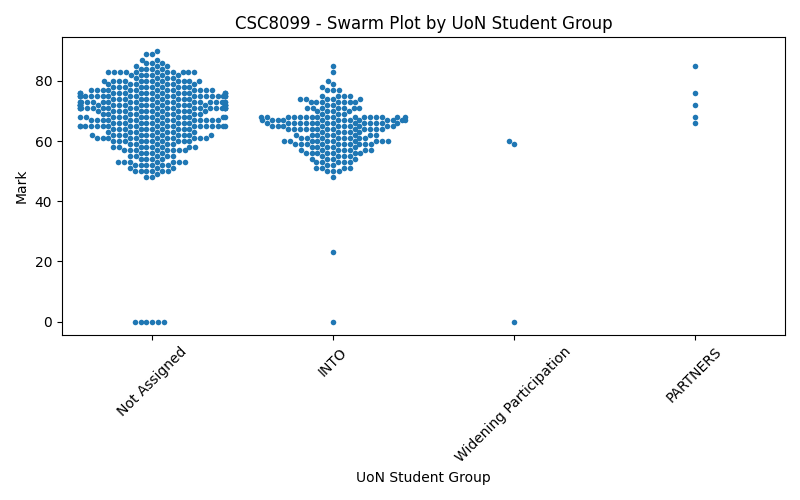 CSC8099 - Swarm Plot by UoN Student Group
Mark
80
60
40
20
0
Not Assigned
INTO
Widening Participation
PARTNERS
UoN Student Group